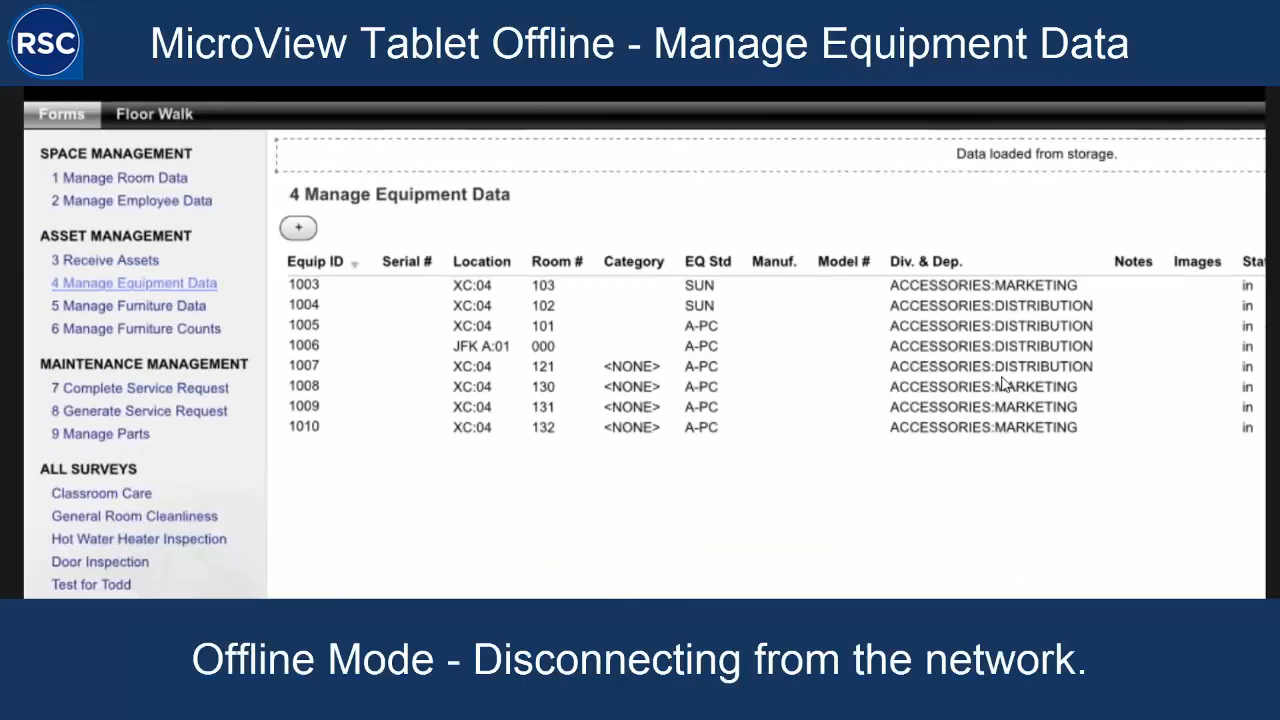 RSC
MicroView Tablet Offline - Manage Equipment Data
Forms Floor Walk
SPACE MANAGEMENT
1 Manage Room Data
2 Manage Employee Data
ASSET MANAGEMENT
3 Receive Assets
4 Manage Equipment Data
5 Manage Furniture Data
6 Manage Furniture Counts
MAINTENANCE MANAGEMENT
7 Complete Service Request
8 Generate Service Request
9 Manage Parts
ALL SURVEYS
Classroom Care
General Room Cleanliness
Hot Water Heater Inspection
Door Inspection
Test for Todd
Data loaded from storage.
4 Manage Equipment Data
+
Equip ID Serial # Location Room # Category EQ Std Manuf. Model # Div. & Dep. Notes Images Sta
1003 XC:04 103 SUN ACCESSORIES:MARKETING in
1004 XC:04 102 SUN ACCESSORIES:DISTRIBUTION in
1005 XC:04 101 A-PC ACCESSORIES:DISTRIBUTION in
1006 JFK A:01 000 A-PC ACCESSORIES:DISTRIBUTION in
1007 XC:04 121 <NONE> A-PC ACCESSORIES:DISTRIBUTION in
1008 XC:04 130 <NONE> A-PC ACCESSORIES:MARKETING in
1009 XC:04 131 <NONE> A-PC ACCESSORIES:MARKETING in
1010 XC:04 132 <NONE> A-PC ACCESSORIES:MARKETING in
Offline Mode - Disconnecting from the network.